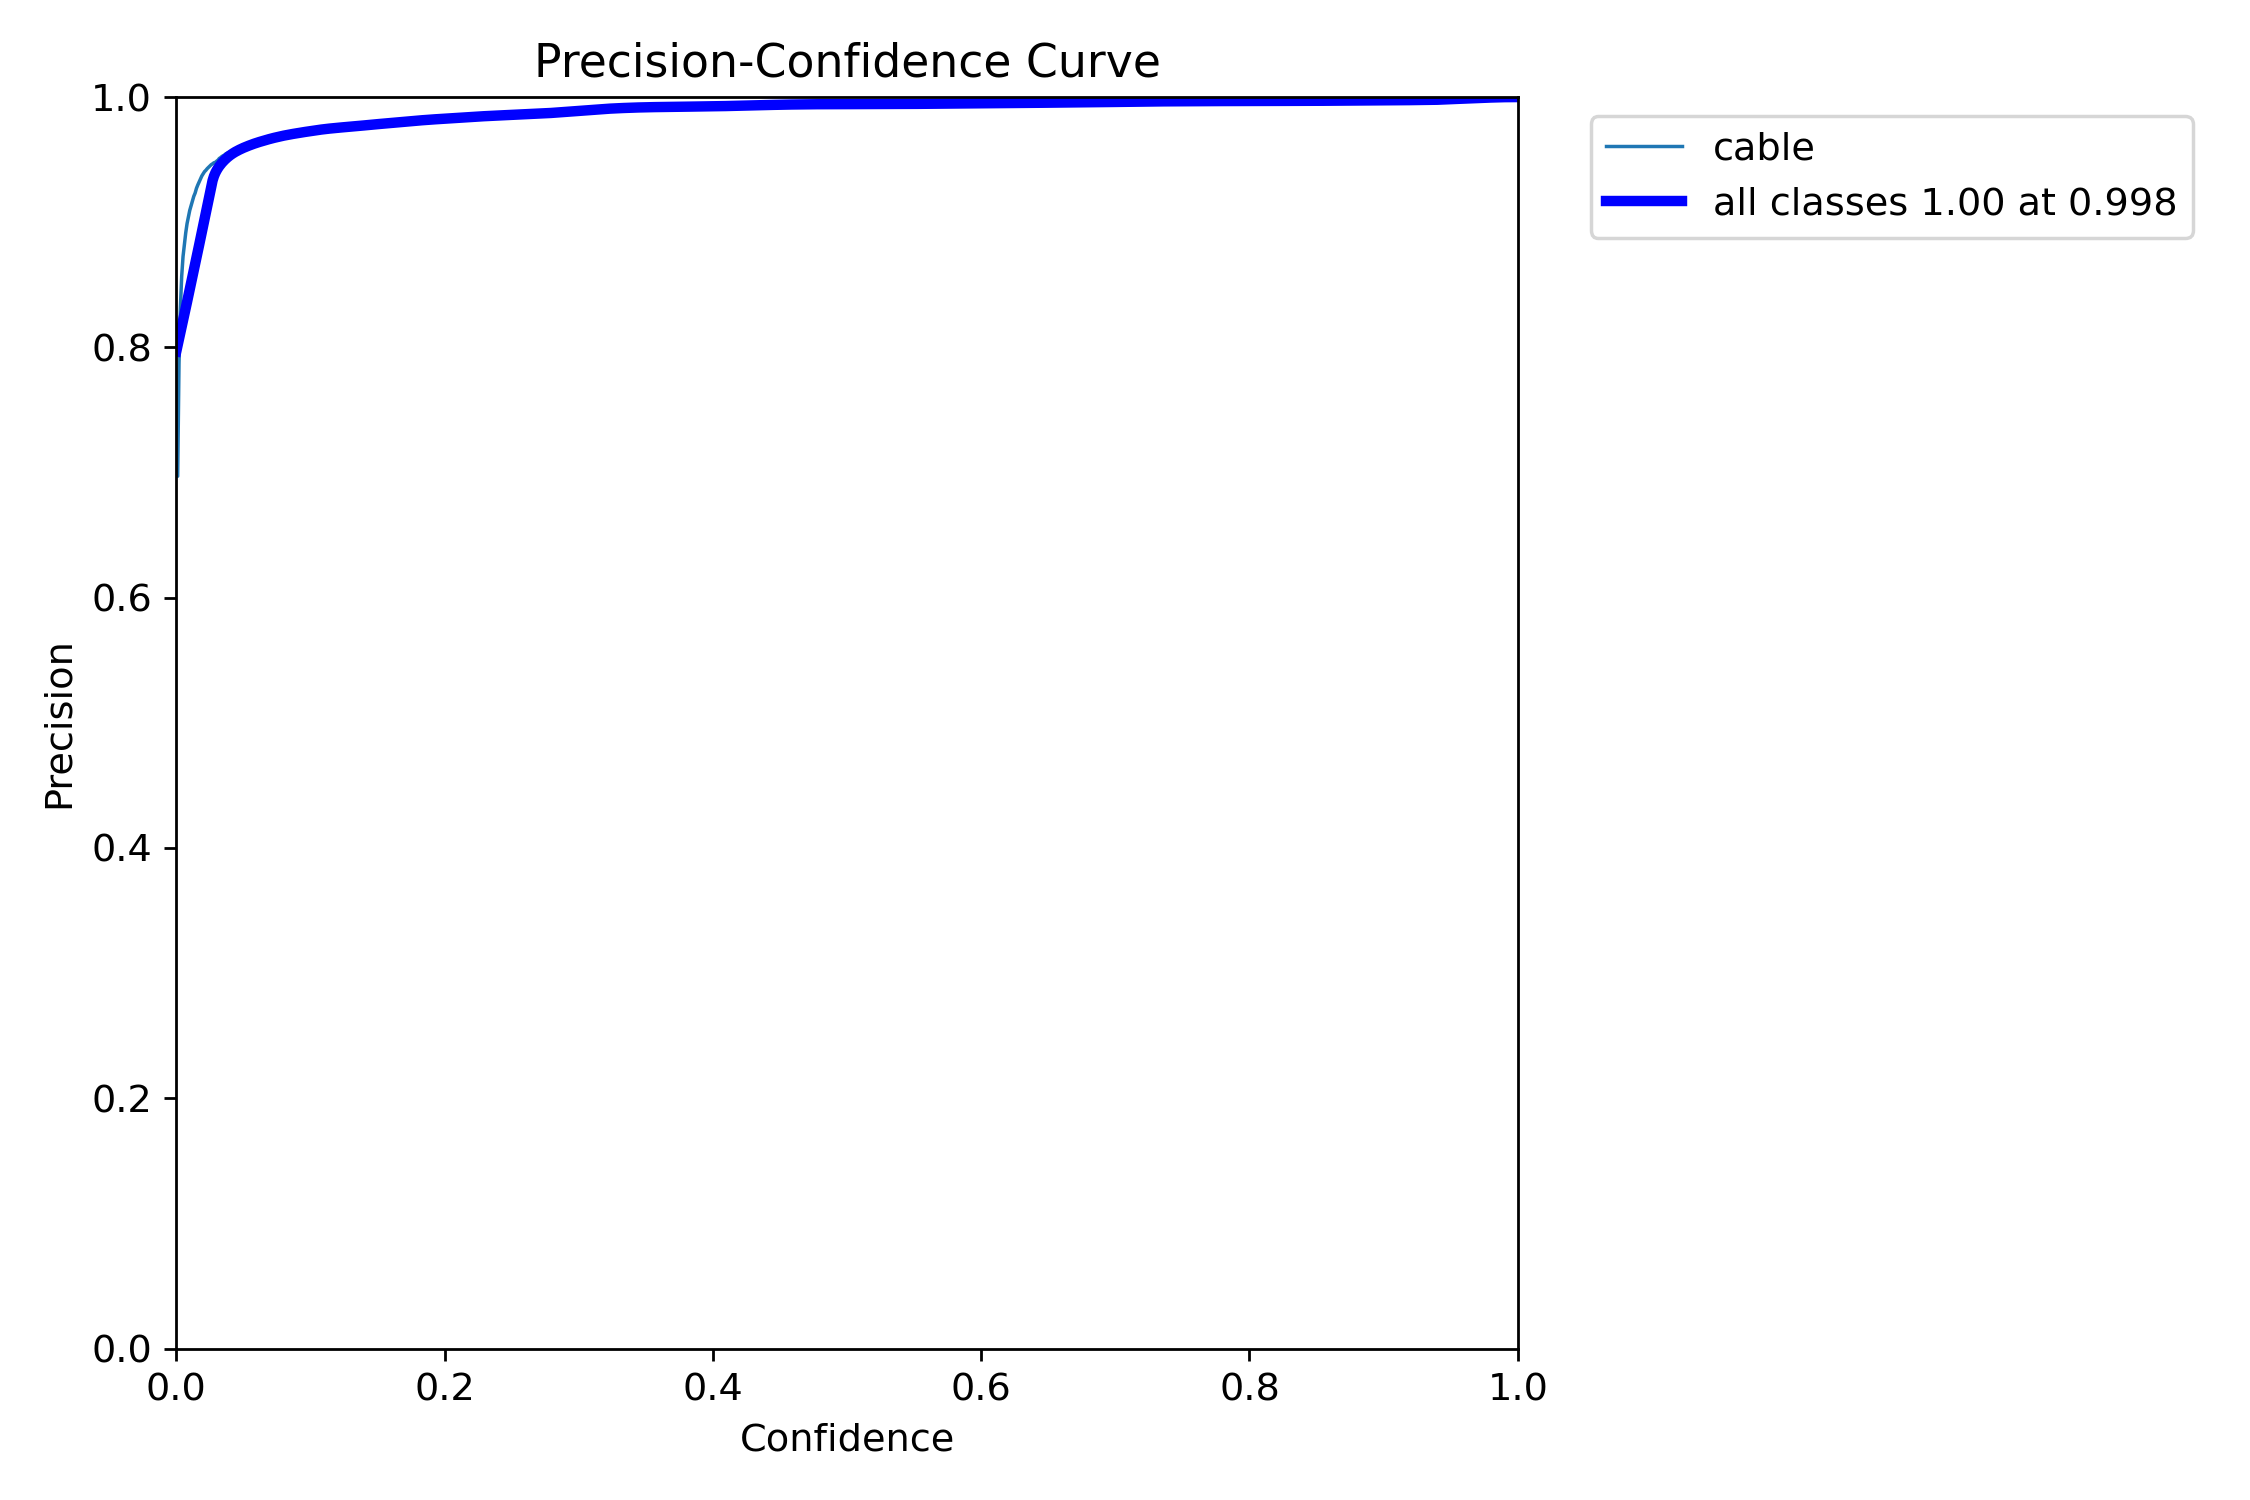 Precision-Confidence Curve
1.0
0.8
0.6
0.4
0.2
0.0
Precision
0.0 0.2 0.4 0.6 0.8 1.0
Confidence
cable
all classes 1.00 at 0.998